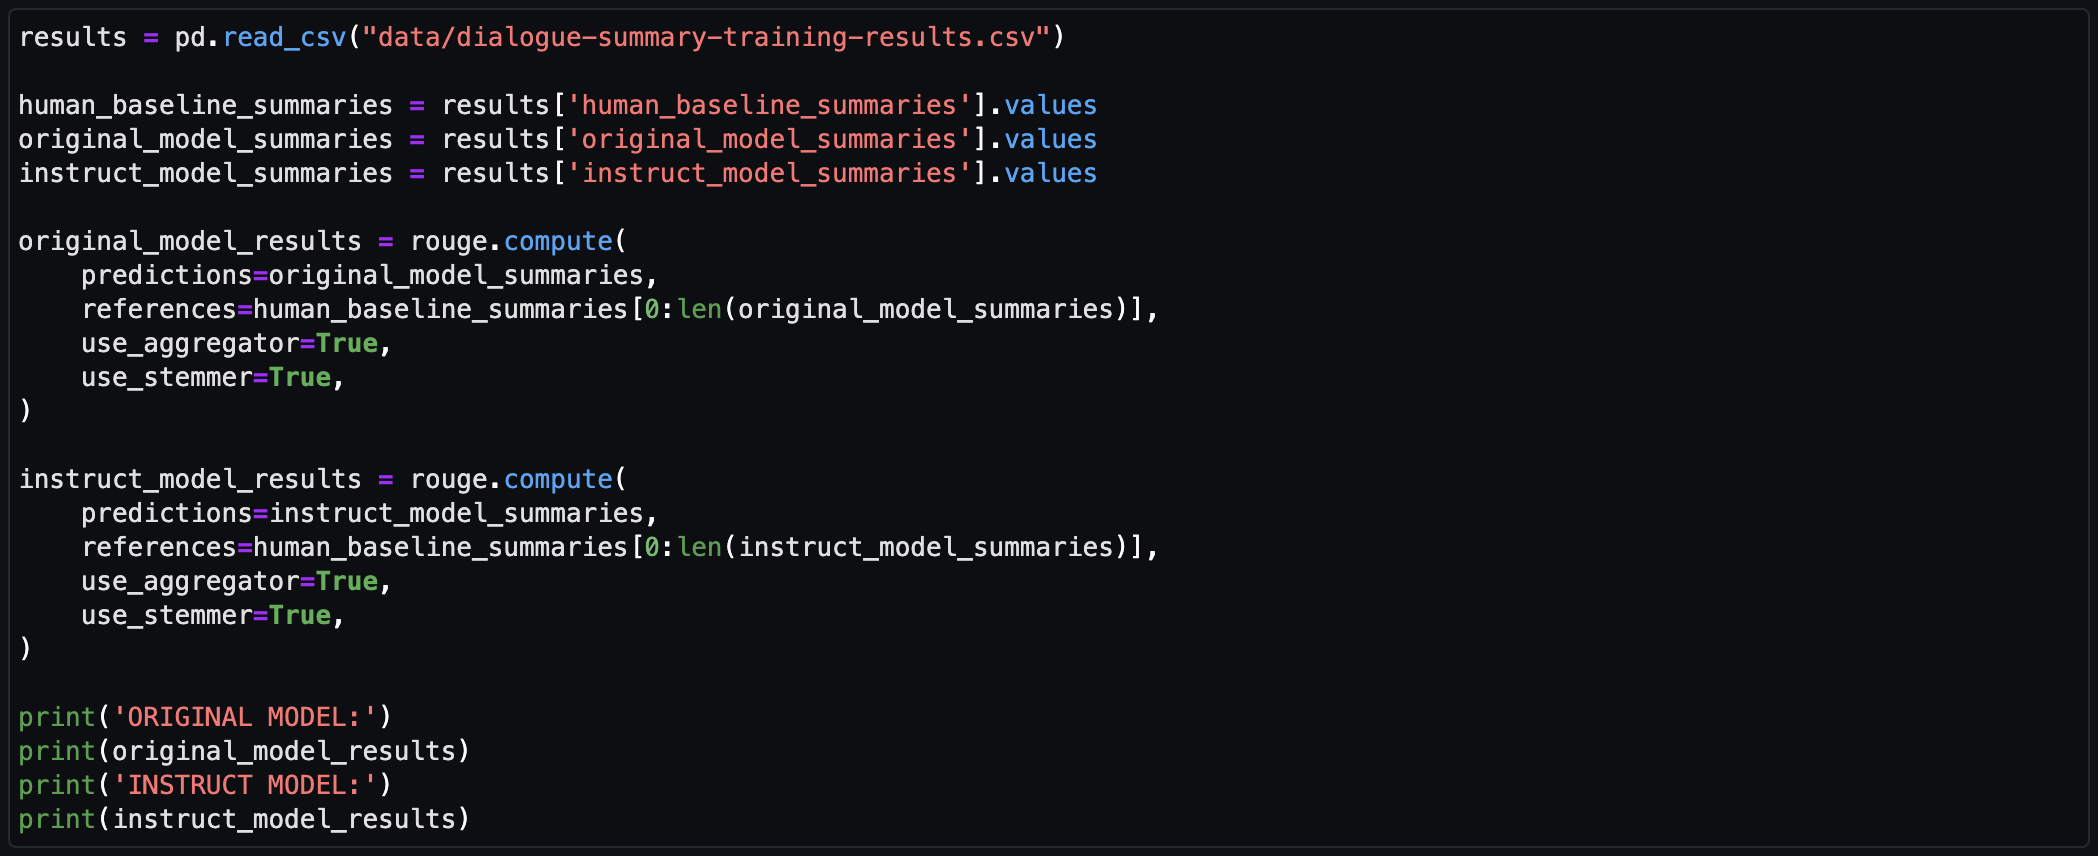 results = pd.read_csv("data/dialogue-summary-training-results.csv")

human_baseline_summaries = results['human_baseline_summaries'].values
original_model_summaries = results['original_model_summaries'].values
instruct_model_summaries = results['instruct_model_summaries'].values

original_model_results = rouge.compute(
    predictions=original_model_summaries,
    references=human_baseline_summaries[0:len(original_model_summaries)],
    use_aggregator=True,
    use_stemmer=True,
)

instruct_model_results = rouge.compute(
    predictions=instruct_model_summaries,
    references=human_baseline_summaries[0:len(instruct_model_summaries)],
    use_aggregator=True,
    use_stemmer=True,
)

print('ORIGINAL MODEL:')
print(original_model_results)
print('INSTRUCT MODEL:')
print(instruct_model_results)